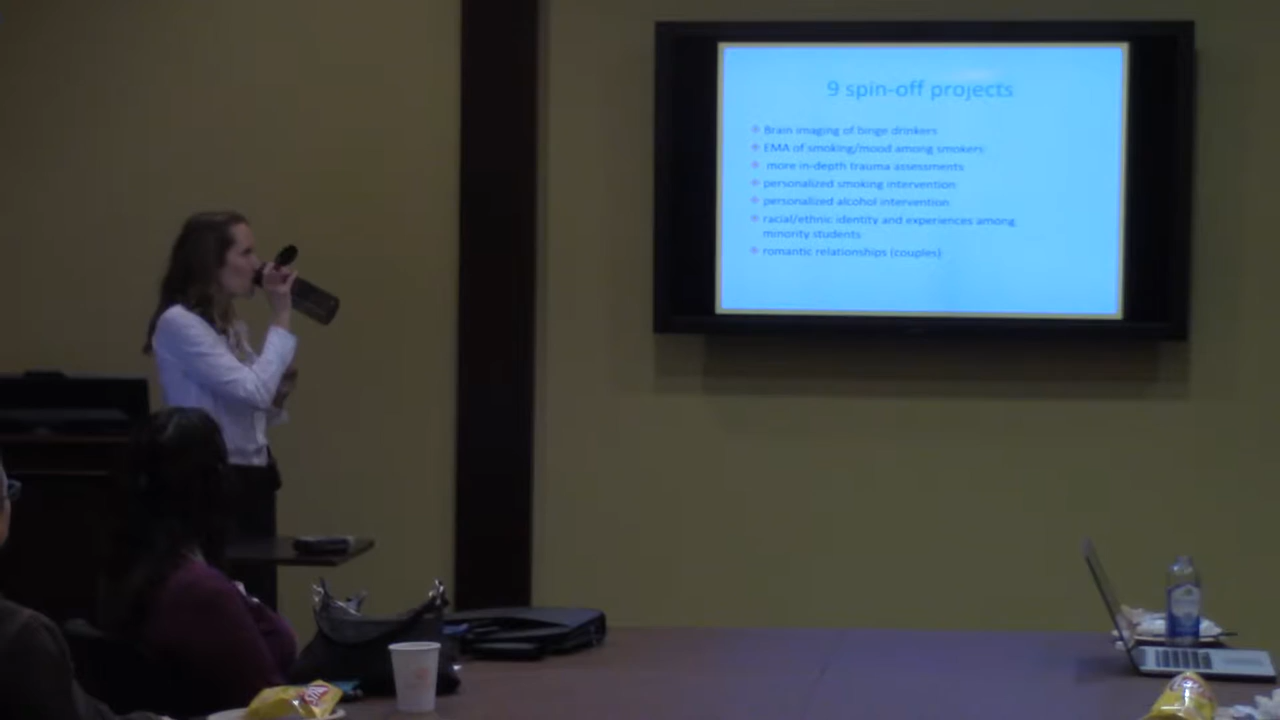 9 spin-off projects
Brain imaging of binge drinkers
EMA of smoking/mood among smokers
more in-depth trauma assessments
personalized smoking intervention
personalized alcohol intervention
racial/ethnic identity and experiences among
minority students
romantic relationships (couples)